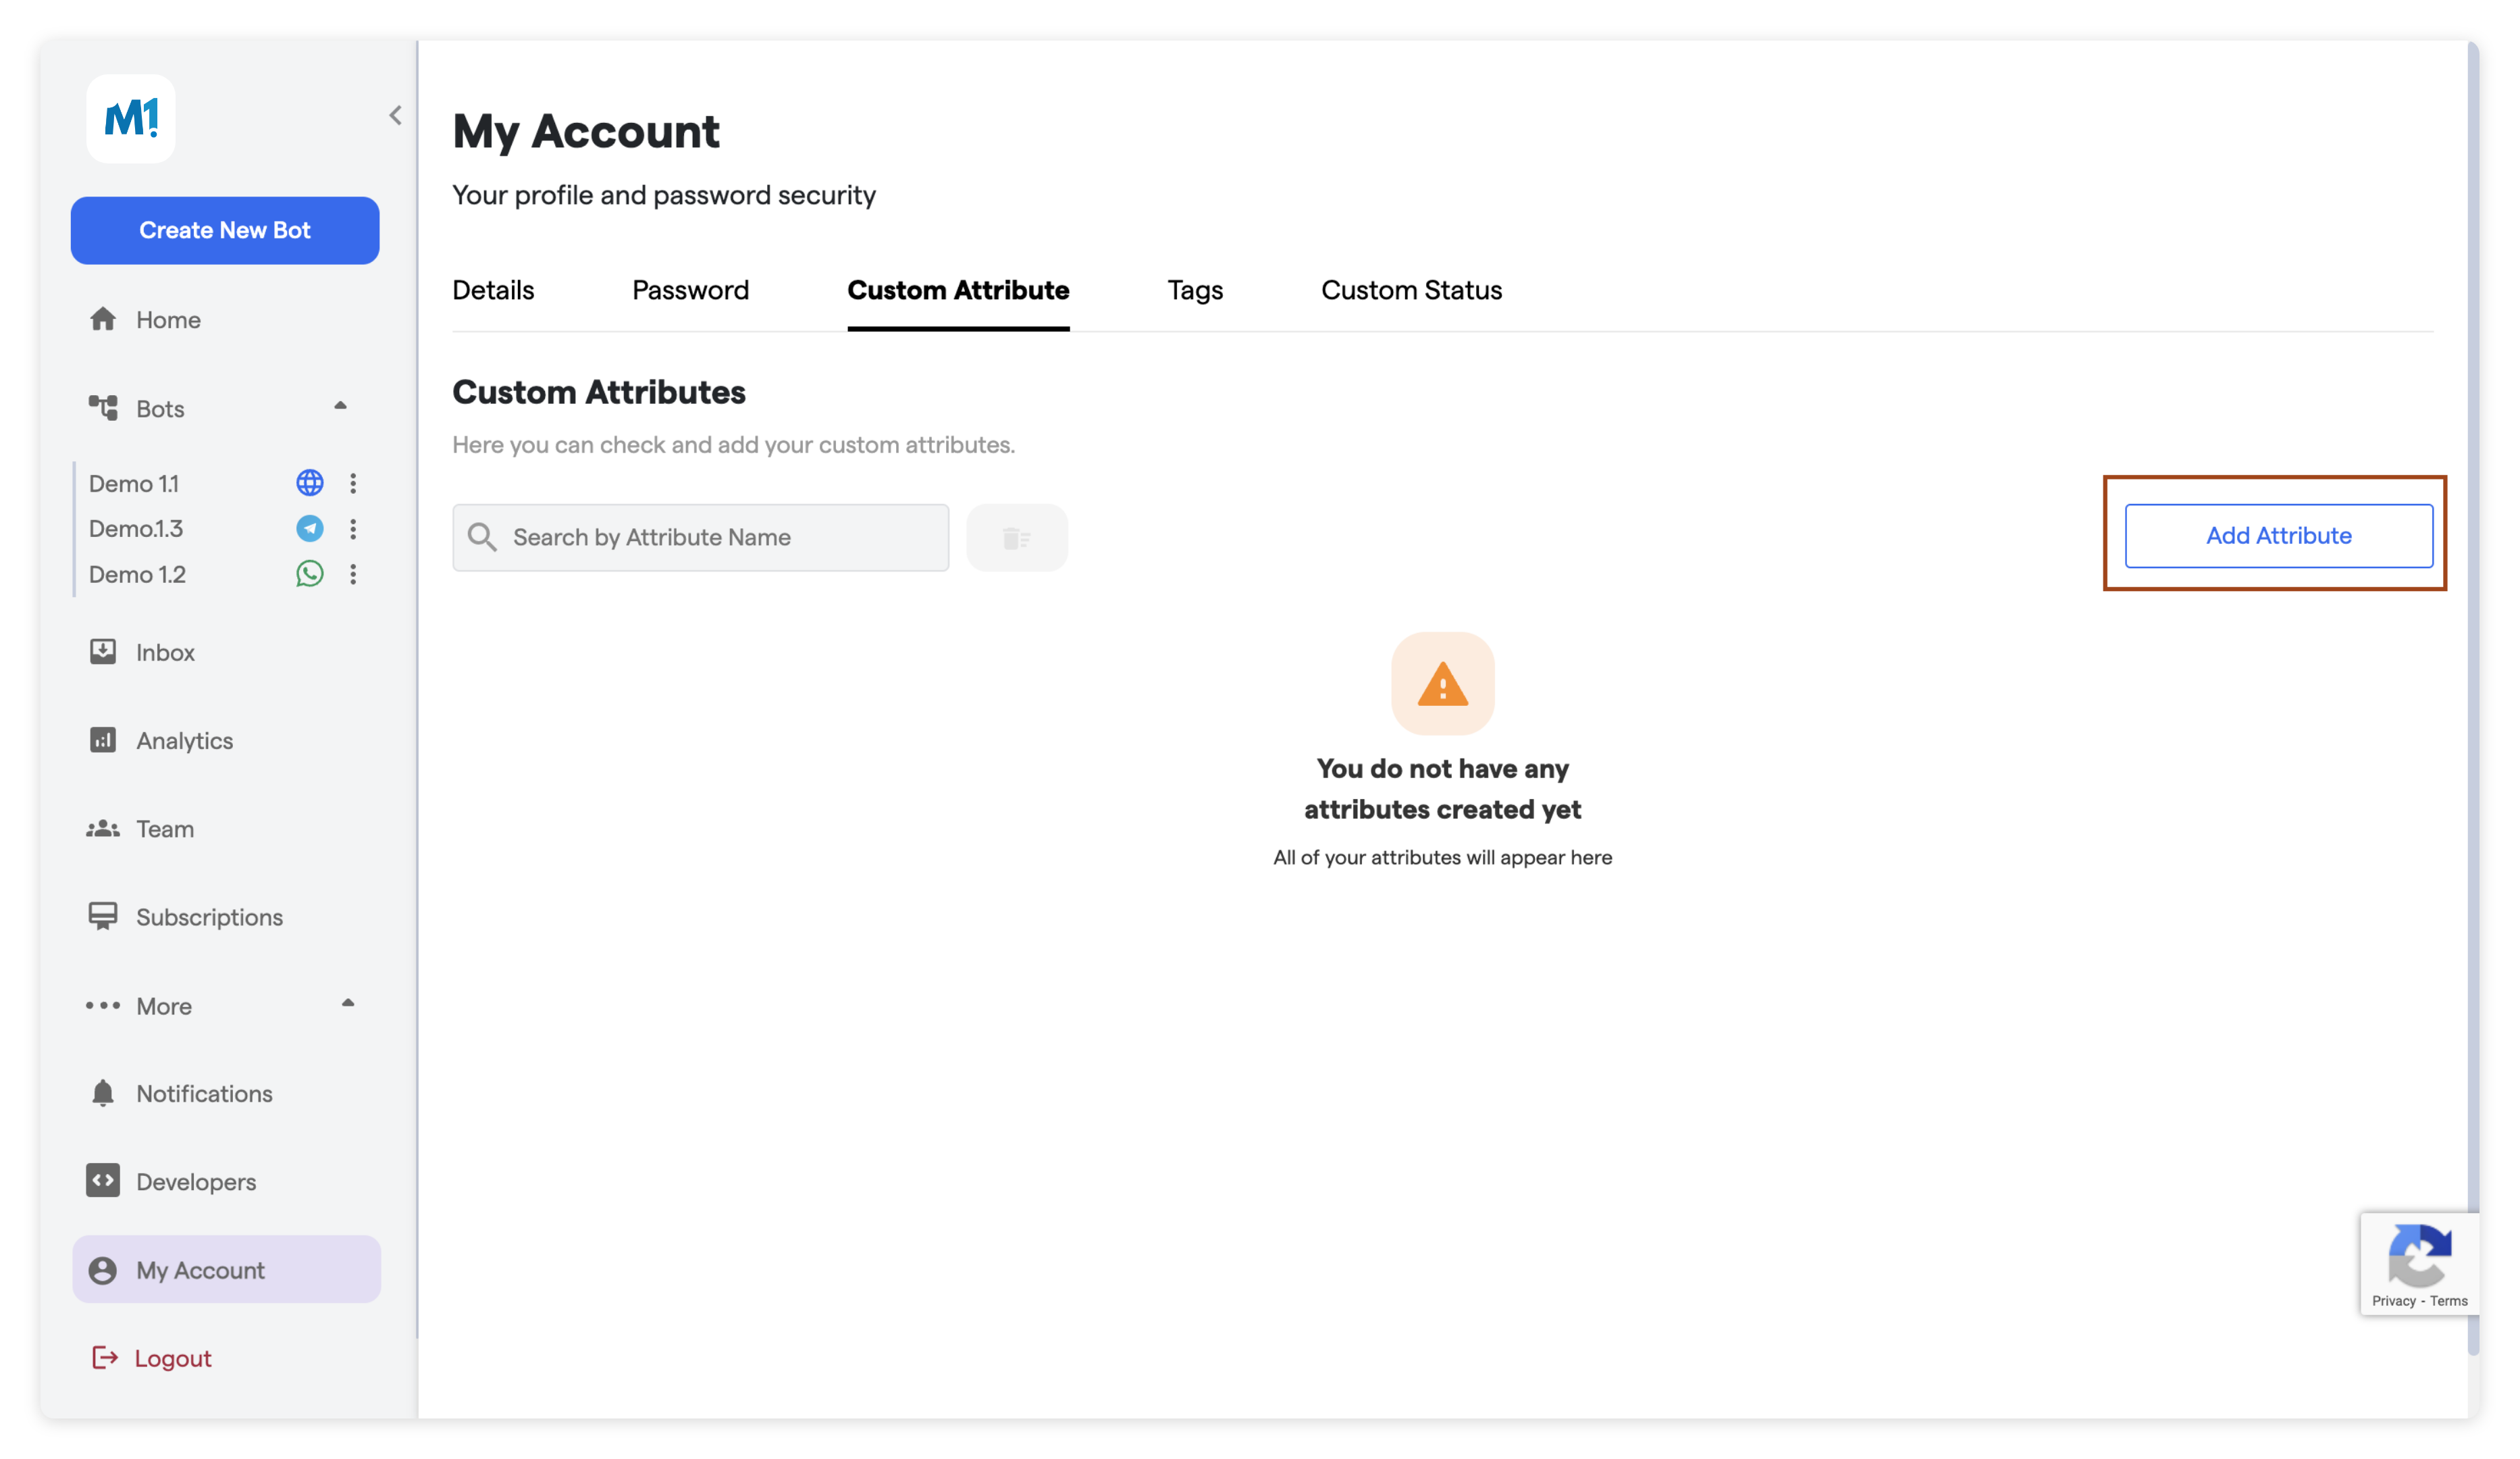 M1!
Create New Bot
Home
Bots
Demo 1.1
Demo.1.3
Demo 1.2
Inbox
Analytics
Team
Subscriptions
More
Notifications
Developers
My Account
Logout
My Account
Your profile and password security
Details Password Custom Attribute Tags Custom Status
Custom Attributes
Here you can check and add your custom attributes.
Search by Attribute Name
Add Attribute
You do not have any
attributes created yet
All of your attributes will appear here
Privacy - Terms